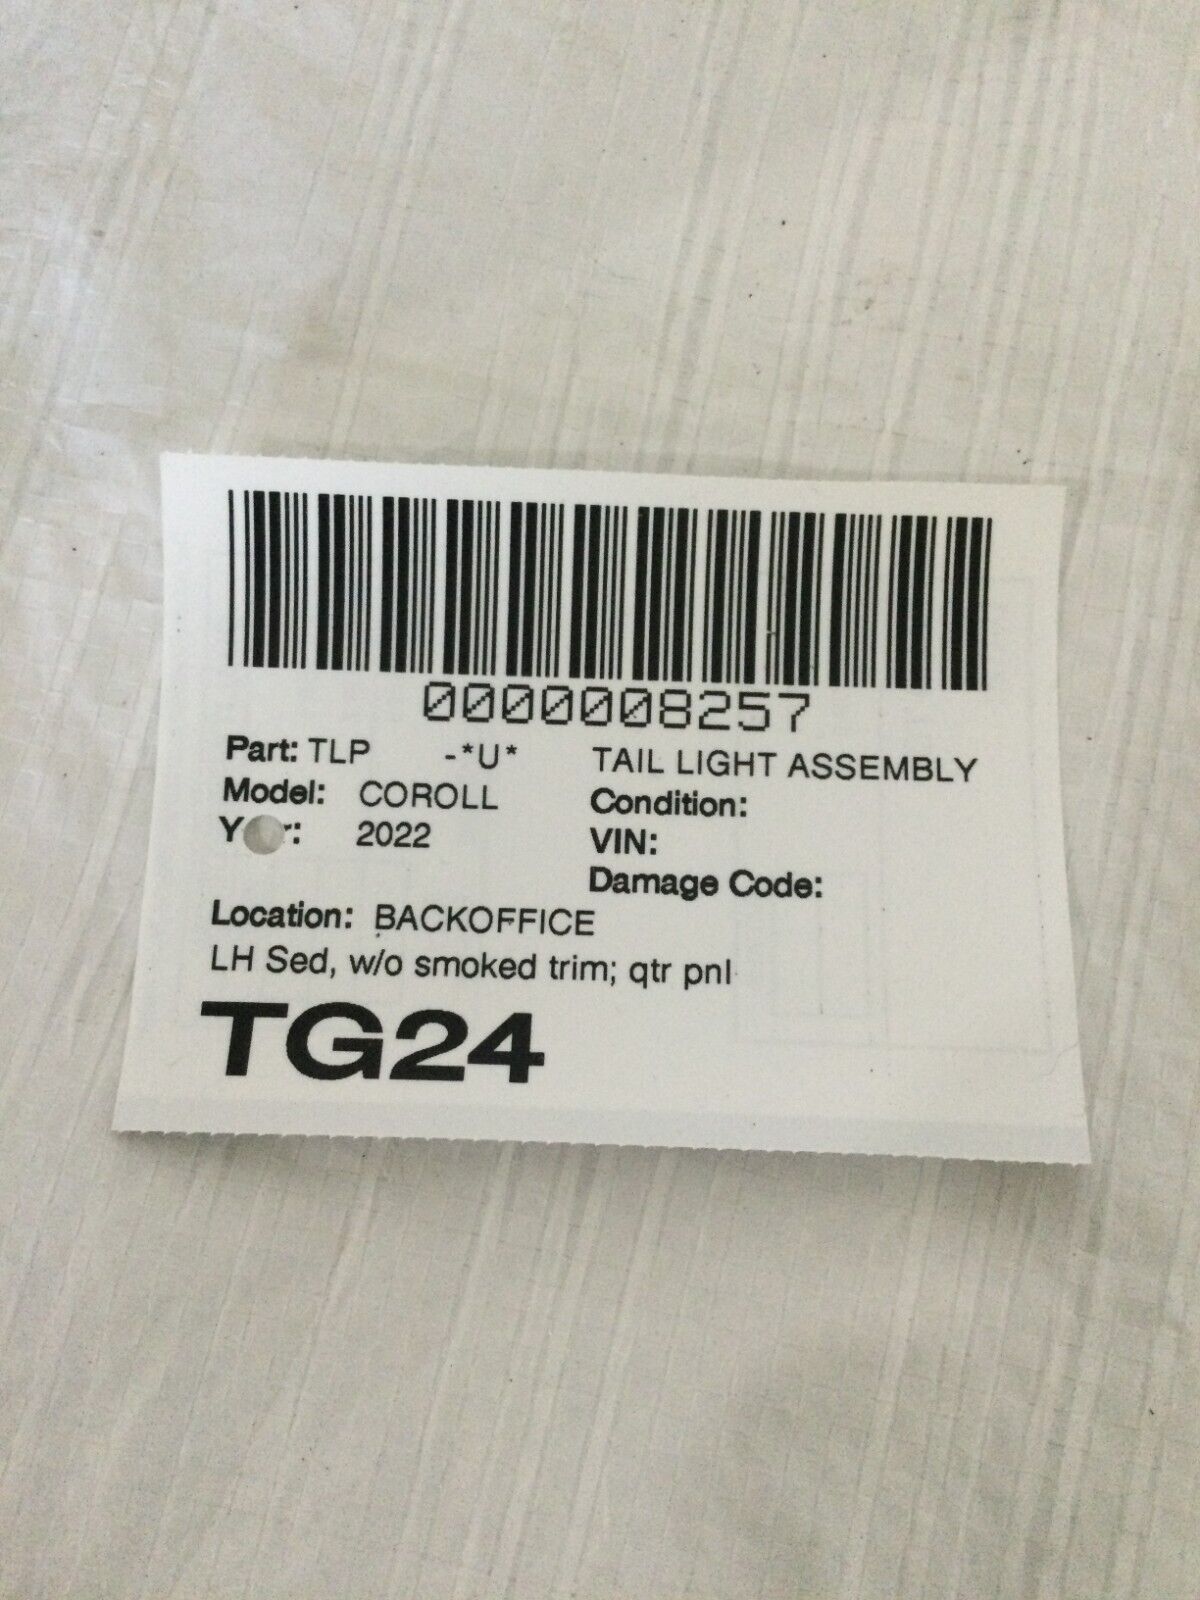 0000008257
Part: TLP -*U* TAIL LIGHT ASSEMBLY
Model: COROLL Condition:
Y r: 2022 VIN:
Damage Code:
Location: BACKOFFICE
LH Sed, w/o smoked trim; qtr pnl
TG24